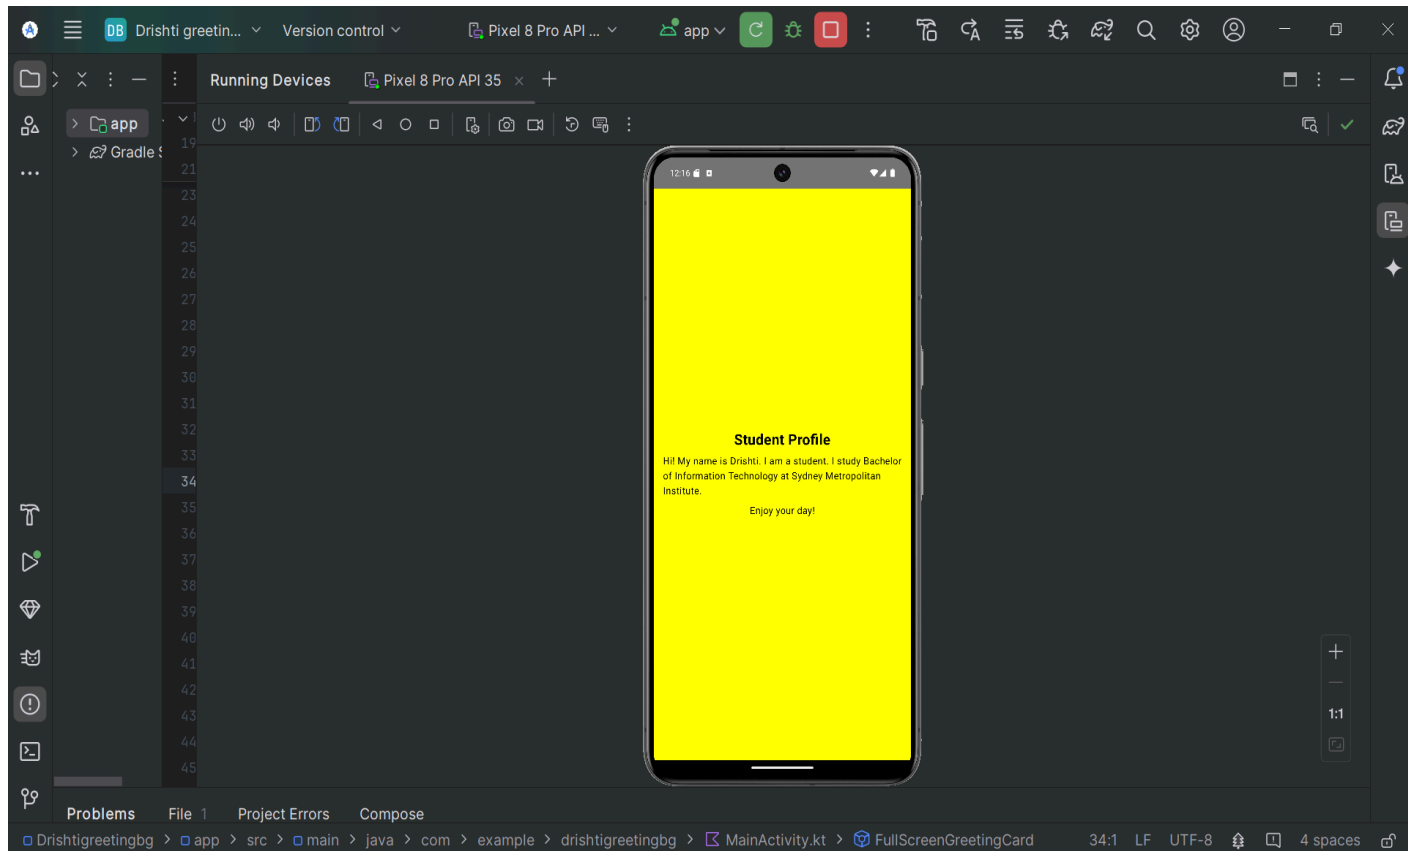 DB Drishti greetin... Version control Pixel 8 Pro API ... app
Running Devices Pixel 8 Pro API 35
app
Gradle S
19
21
23
24
25
26
27
28
29
30
31
32
33
34
35
36
37
38
39
40
41
42
43
44
45
12:16
Student Profile
Hi! My name is Drishti. I am a student. I study Bachelor
of Information Technology at Sydney Metropolitan
Institute.
Enjoy your day!
1:1
Problems File 1 Project Errors Compose
Drishtigreetingbg > app > src > main > java > com > example > drishtigreetingbg > MainActivity.kt > FullScreenGreetingCard 34:1 LF UTF-8 4 spaces